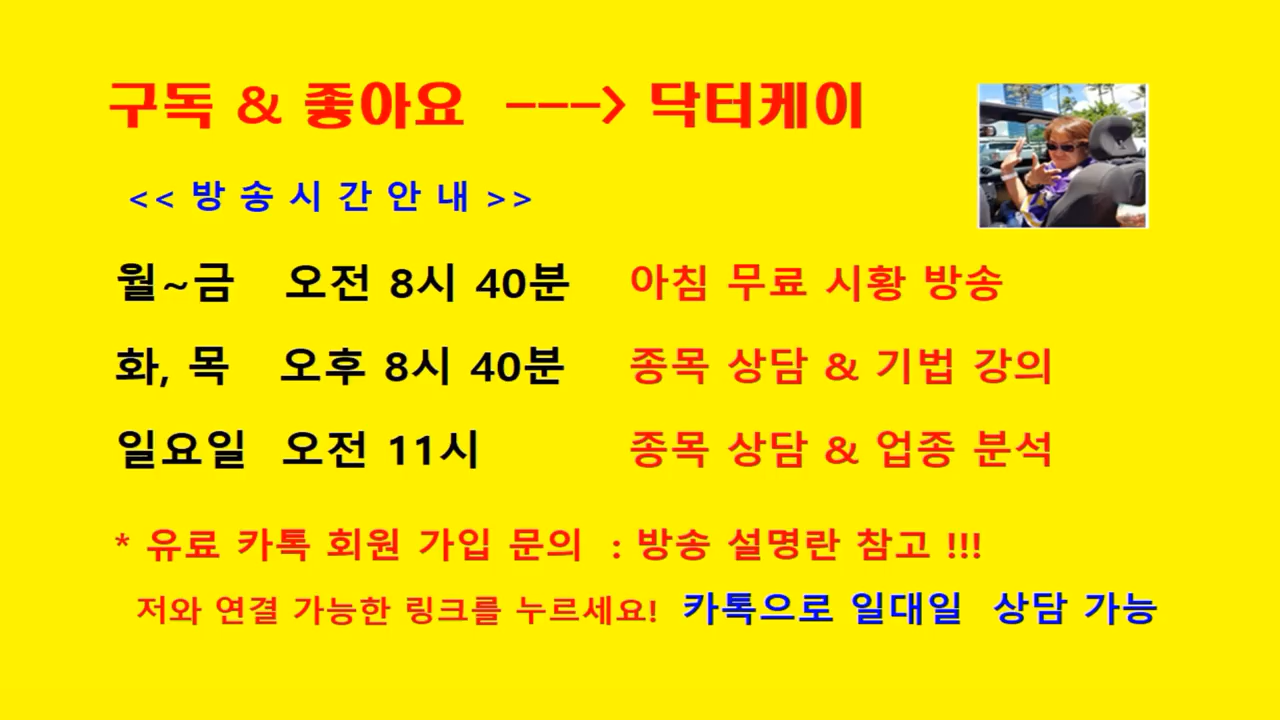 구독 & 좋아요 ---> 닥터케이
<< 방 송 시 간 안 내 >>
월~금 오전 8시 40분 아침 무료 시황 방송
화, 목 오후 8시 40분 종목 상담 & 기법 강의
일요일 오전 11시 종목 상담 & 업종 분석
* 유료 카톡 회원 가입 문의 : 방송 설명란 참고 !!!
저와 연결 가능한 링크를 누르세요! 카톡으로 일대일 상담 가능